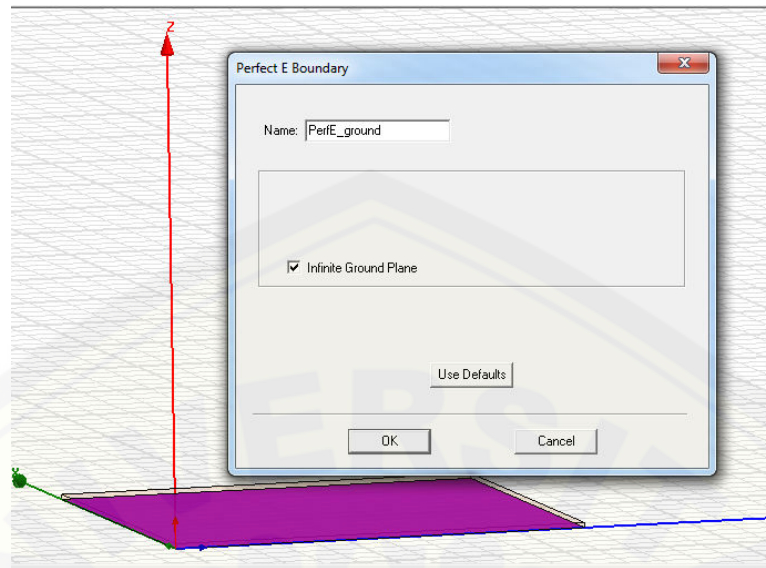 Z
Perfect E Boundary
Name: PerfE_ground
Infinite Ground Plane
Use Defaults
OK Cancel